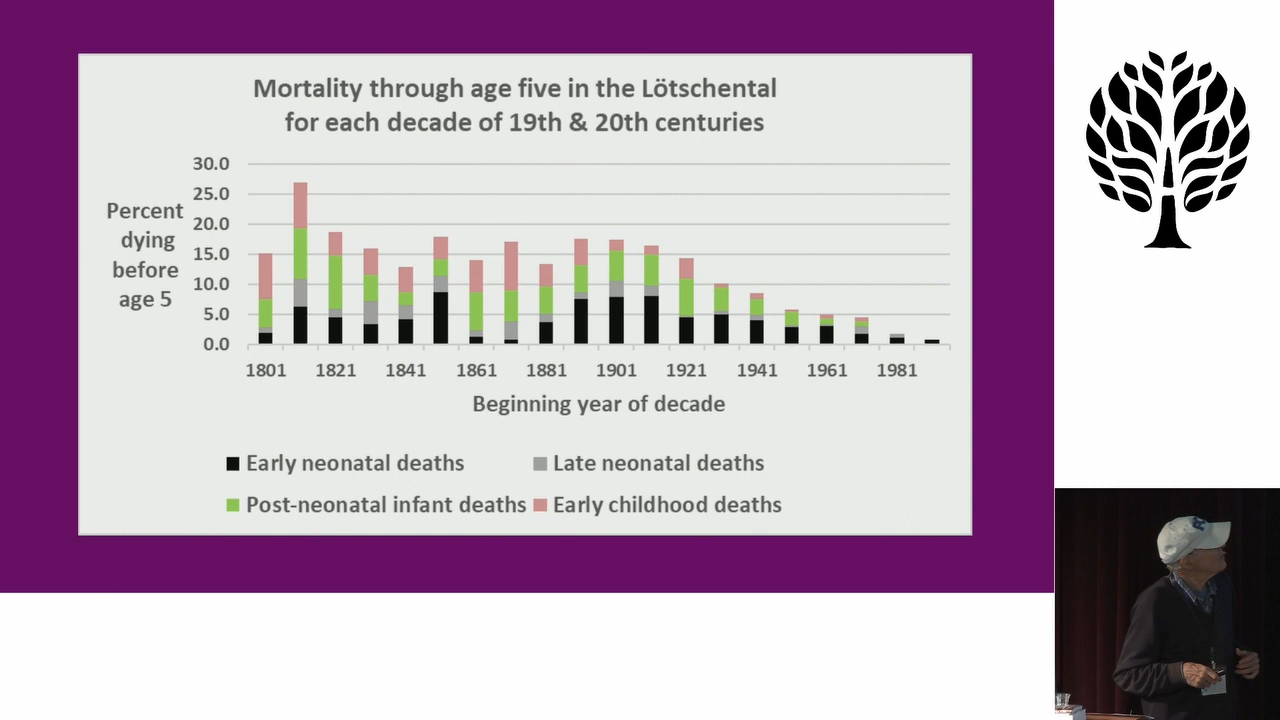 Mortality through age five in the Lötschental
for each decade of 19th & 20th centuries
30.0
25.0
20.0
15.0
10.0
5.0
0.0
Percent
dying
before
age 5
1801 1821 1841 1861 1881 1901 1921 1941 1961 1981
Beginning year of decade
Early neonatal deaths Late neonatal deaths
Post-neonatal infant deaths Early childhood deaths